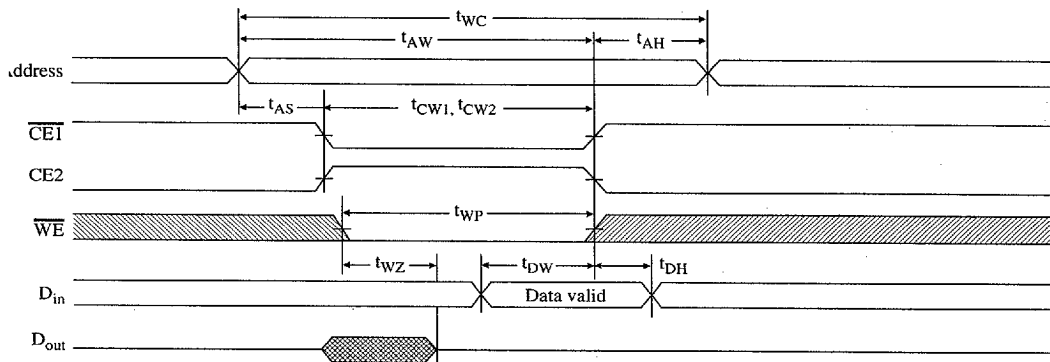 tWC
tAW tAH
ddress
tAS tCW1, tCW2
CE1
CE2
tWP
WE
tWZ tDW tDH
Din Data valid
Dout